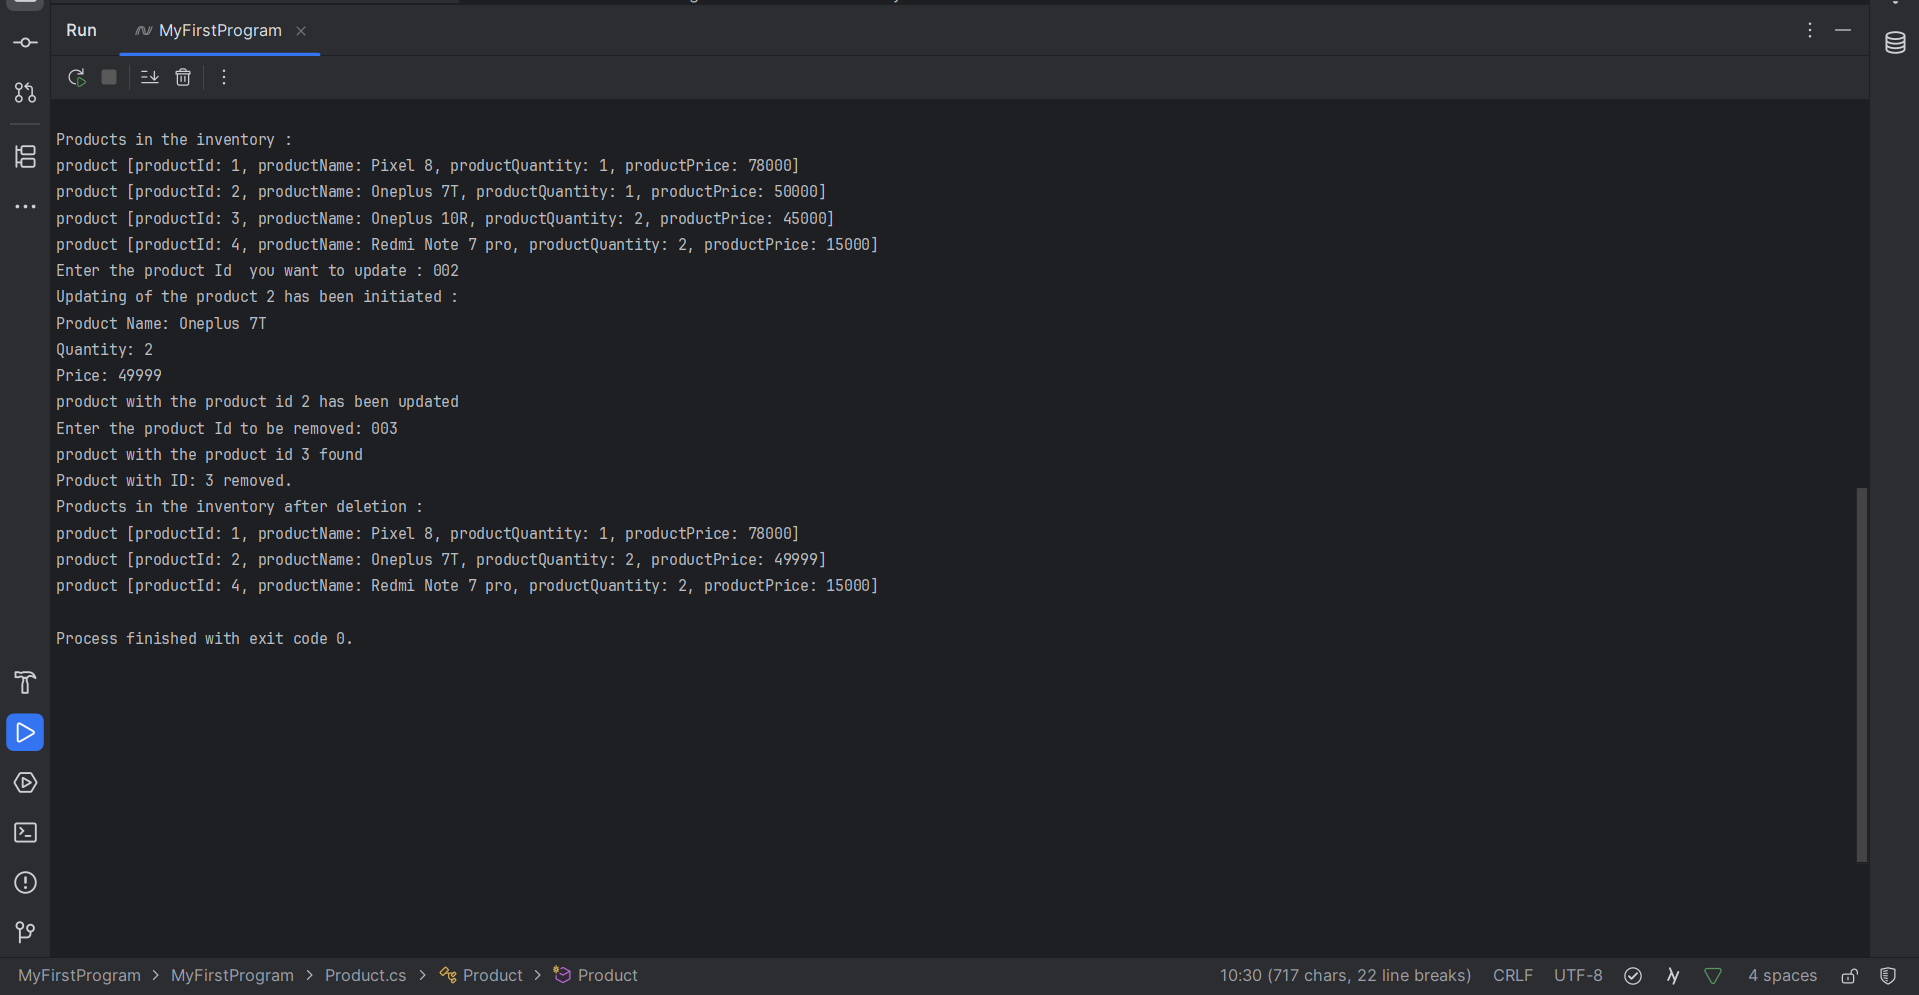 Run MyFirstProgram
Products in the inventory :
product [productId: 1, productName: Pixel 8, productQuantity: 1, productPrice: 78000]
product [productId: 2, productName: Oneplus 7T, productQuantity: 1, productPrice: 50000]
product [productId: 3, productName: Oneplus 10R, productQuantity: 2, productPrice: 45000]
product [productId: 4, productName: Redmi Note 7 pro, productQuantity: 2, productPrice: 15000]
Enter the product Id  you want to update : 002
Updating of the product 2 has been initiated :
Product Name: Oneplus 7T
Quantity: 2
Price: 49999
product with the product id 2 has been updated
Enter the product Id to be removed: 003
product with the product id 3 found
Product with ID: 3 removed.
Products in the inventory after deletion :
product [productId: 1, productName: Pixel 8, productQuantity: 1, productPrice: 78000]
product [productId: 2, productName: Oneplus 7T, productQuantity: 2, productPrice: 49999]
product [productId: 4, productName: Redmi Note 7 pro, productQuantity: 2, productPrice: 15000]
Process finished with exit code 0.
MyFirstProgram > MyFirstProgram > Product.cs > Product > Product 10:30 (717 chars, 22 line breaks) CRLF UTF-8 4 spaces